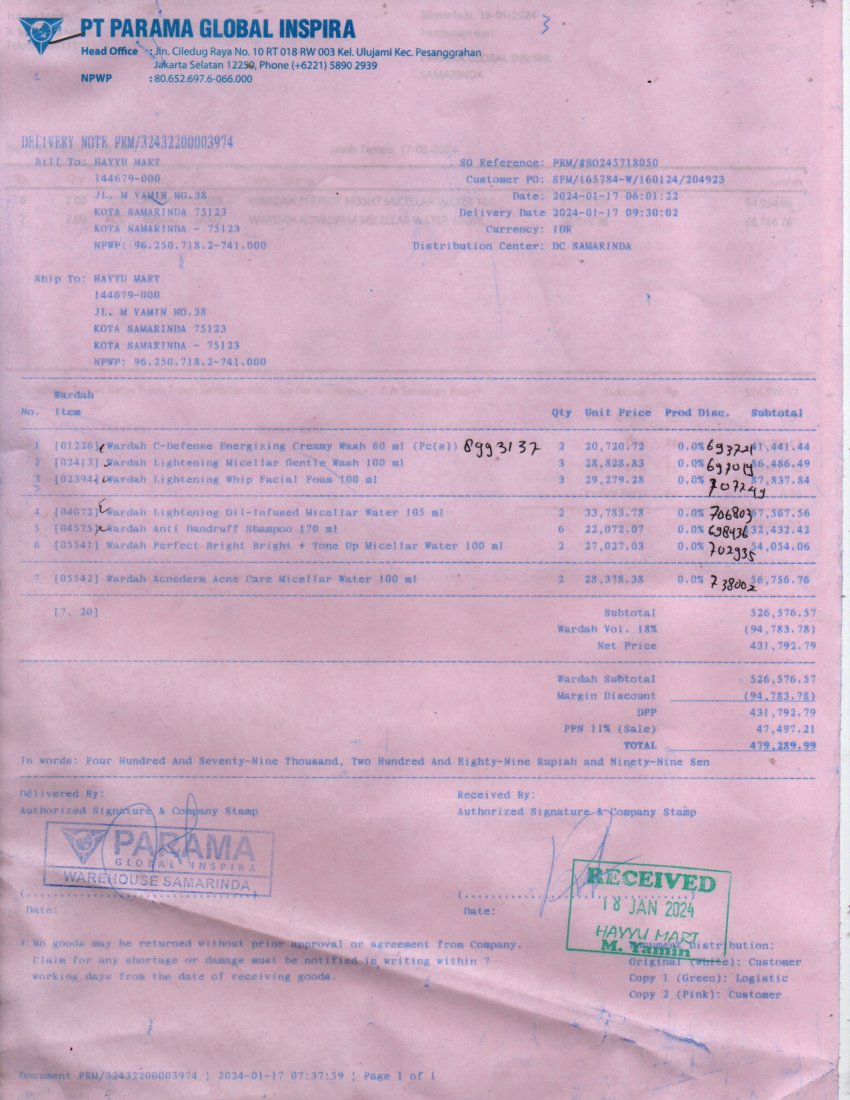 PT PARAMA GLOBAL INSPIRA
3
Head Office : Jln. Ciledug Raya No. 10 RT 018 RW 003 Kel. Ulujami Kec. Pesanggrahan
Jakarta Selatan 12250, Phone (+6221) 5890 2939
NPWP : 80.652.697.6-066.000
DELIVERY NOTE PRM/32432200003974
Bill To: HAYYU MART
144679-000
JL. M YAMIN NO.38
KOTA SAMARINDA 75123
KOTA SAMARINDA - 75123
NPWP: 96.250.718.2-741.000
SO Reference: PRM/#SO245718050
Customer PO: SFM/165784-W/160124/204923
Date: 2024-01-17 06:01:22
Delivery Date 2024-01-17 09:30:02
Currency: IDR
Distribution Center: DC SAMARINDA
Ship To: HAYYU MART
144679-000
JL. M YAMIN NO.38
KOTA SAMARINDA 75123
KOTA SAMARINDA - 75123
NPWP: 96.250.718.2-741.000
Wardah
No. Item Qty Unit Price Prod Disc. Subtotal
1 [01226] Wardah C-Defense Energizing Creamy Wash 60 ml (Pc(s)) 8993137 2 20,720.72 0.0% 693721 41,441.44
2 [02413] Wardah Lightening Micellar Gentle Wash 100 ml 3 28,828.83 0.0% 86,486.49
3 [02394] Wardah Lightening Whip Facial Foam 100 ml 3 29,279.28 0.0% 707249 87,837.84
4 [04072] Wardah Lightening Oil-Infused Micellar Water 105 ml 2 33,783.78 0.0% 706803 67,567.56
5 [04575] Wardah Anti Dandruff Shampoo 170 ml 6 22,072.07 0.0% 698436 132,432.42
6 [05541] Wardah Perfect Bright Bright + Tone Up Micellar Water 100 ml 2 27,027.03 0.0% 702935 54,054.06
7 [05542] Wardah Acnederm Acne Care Micellar Water 100 ml 2 28,378.38 0.0% 738002 56,756.76
[7, 20]
Subtotal 526,576.57
Wardah Vol. 18% (94,783.78)
Net Price 431,792.79
Wardah Subtotal 526,576.57
Margin Discount (94,783.78)
DPP 431,792.79
PPN 11% (Sale) 47,497.21
TOTAL 479,289.99
In words: Four Hundred And Seventy-Nine Thousand, Two Hundred And Eighty-Nine Rupiah and Ninety-Nine Sen
Delivered By:
Authorized Signature & Company Stamp
PARAMA
GLOBAL INSPIRA
WAREHOUSE SAMARINDA
Date:
Received By:
Authorized Signature & Company Stamp
Date:
RECEIVED
18 JAN 2024
HAYYU MART
M. Yamin
* No goods may be returned without prior approval or agreement from Company.
Claim for any shortage or damage must be notified in writing within 7
working days from the date of receiving goods.
Document Distribution:
Original (White): Customer
Copy 1 (Green): Logistic
Copy 2 (Pink): Customer
Document PRM/32432200003974 ¦ 2024-01-17 07:37:59 ¦ Page 1 of 1